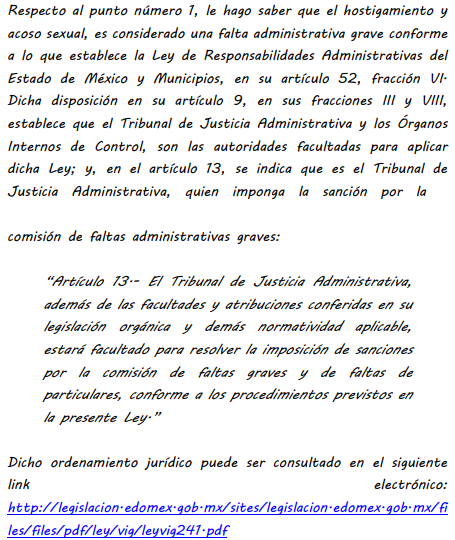 Respecto al punto número 1, le hago saber que el hostigamiento y
acoso sexual, es considerado una falta administrativa grave conforme
a lo que establece la Ley de Responsabilidades Administrativas del
Estado de México y Municipios, en su artículo 52, fracción VI.
Dicha disposición en su artículo 9, en sus fracciones III y VIII,
establece que el Tribunal de Justicia Administrativa y los Órganos
Internos de Control, son las autoridades facultadas para aplicar
dicha Ley; y, en el artículo 13, se indica que es el Tribunal de
Justicia Administrativa, quien imponga la sanción por la
comisión de faltas administrativas graves:
“Artículo 13.- El Tribunal de Justicia Administrativa,
además de las facultades y atribuciones conferidas en su
legislación orgánica y demás normatividad aplicable,
estará facultado para resolver la imposición de sanciones
por la comisión de faltas graves y de faltas de
particulares, conforme a los procedimientos previstos en
la presente Ley.”
Dicho ordenamiento jurídico puede ser consultado en el siguiente
link electrónico:
http://legislacion.edomex.gob.mx/sites/legislacion.edomex.gob.mx/fi
les/files/pdf/ley/vig/leyvig241.pdf